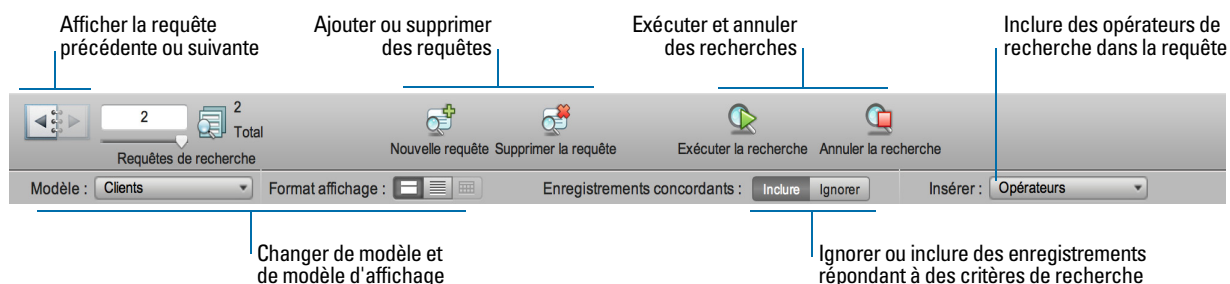 Afficher la requête
précédente ou suivante
Ajouter ou supprimer
des requêtes
Exécuter et annuler
des recherches
Inclure des opérateurs de
recherche dans la requête
2
2
Total
Requêtes de recherche
Nouvelle requête
Supprimer la requête
Exécuter la recherche
Annuler la recherche
Modèle :
Clients
Format affichage :
Enregistrements concordants :
Inclure
Ignorer
Insérer :
Opérateurs
Changer de modèle et
de modèle d'affichage
Ignorer ou inclure des enregistrements
répondant à des critères de recherche